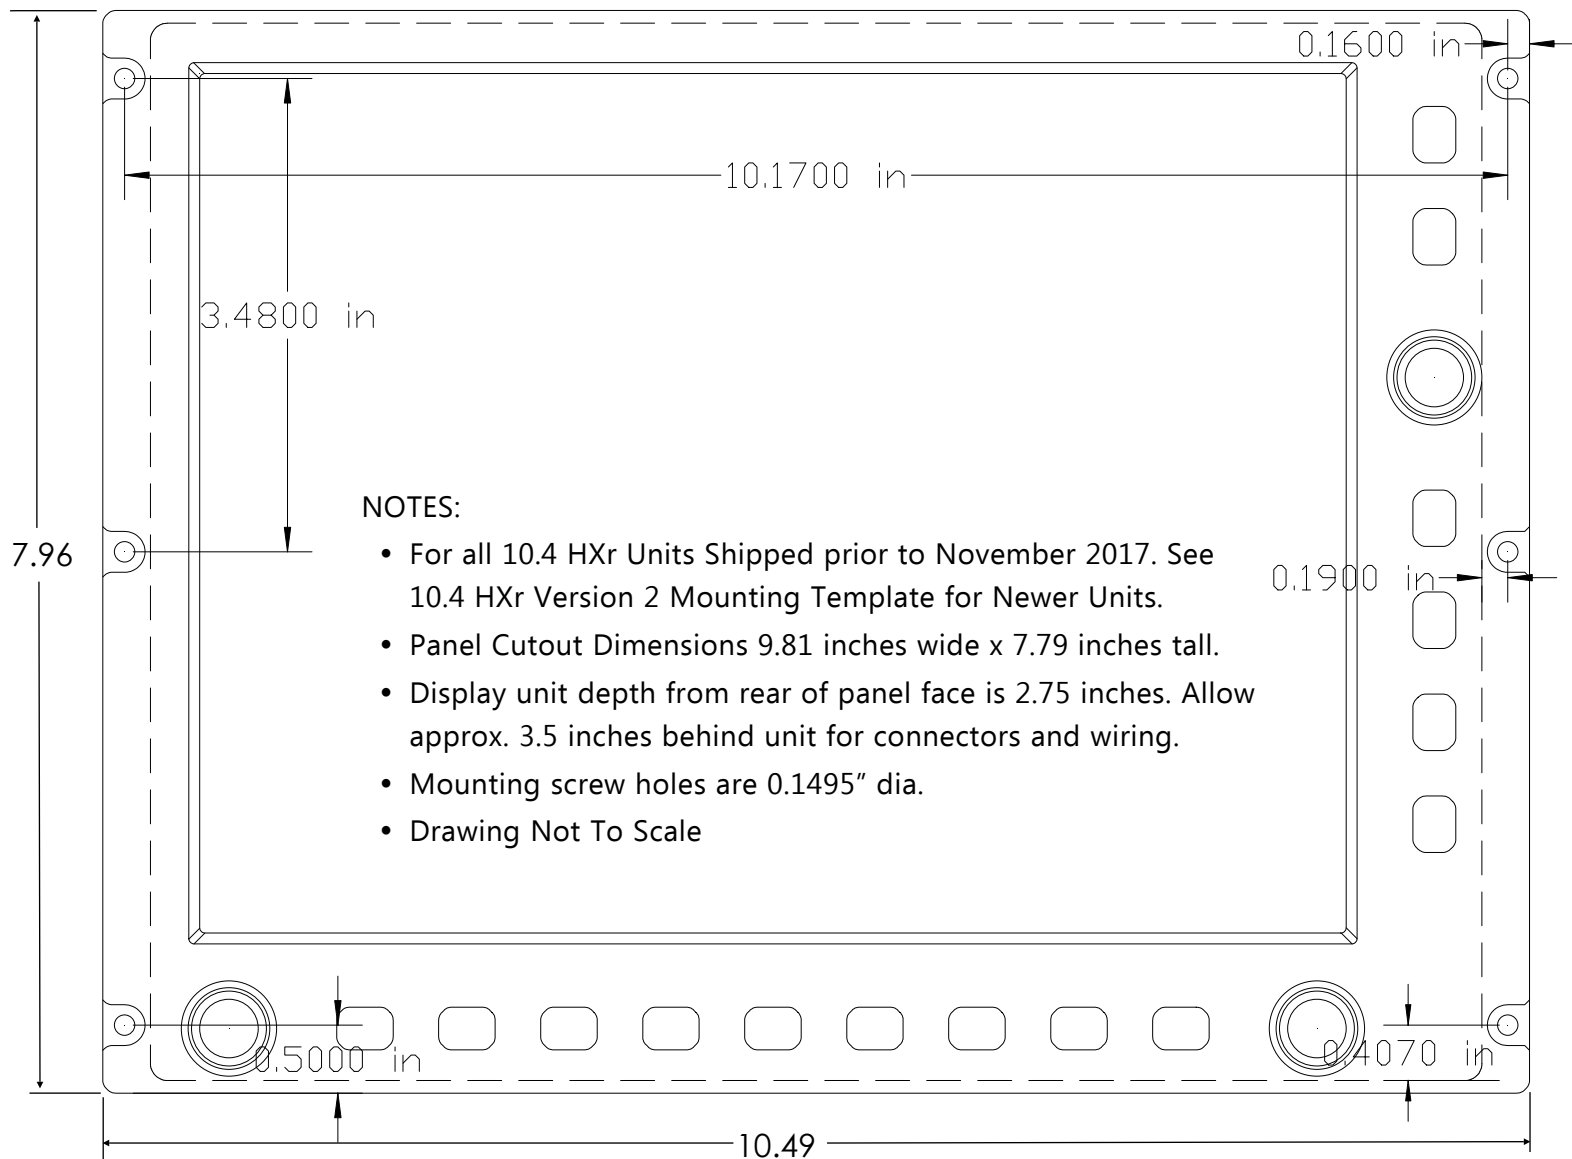 0.1600 in
10.1700 in
3.4800 in
NOTES:
• For all 10.4 HXr Units Shipped prior to November 2017. See
10.4 HXr Version 2 Mounting Template for Newer Units.
• Panel Cutout Dimensions 9.81 inches wide x 7.79 inches tall.
• Display unit depth from rear of panel face is 2.75 inches. Allow
approx. 3.5 inches behind unit for connectors and wiring.
• Mounting screw holes are 0.1495” dia.
• Drawing Not To Scale
7.96
0.1900 in
0.5000 in
0.4070 in
10.49